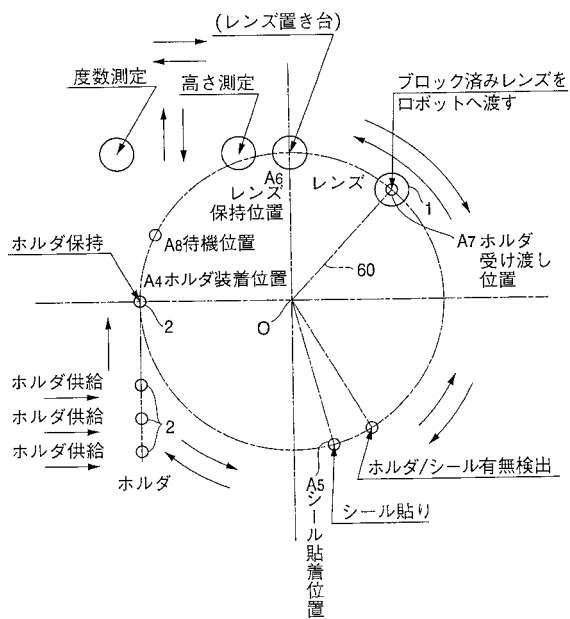 (レンズ置き台)
度数測定
高さ測定
ブロック済みレンズを
ロボットへ渡す
A6
レンズ
保持位置
レンズ
1
A7 ホルダ
受け渡し
位置
A8待機位置
ホルダ保持
A4ホルダ装着位置
60
2
O
ホルダ供給
ホルダ供給
2
ホルダ供給
ホルダ
ホルダ/シール有無検出
A5
シール貼着位置
シール貼り